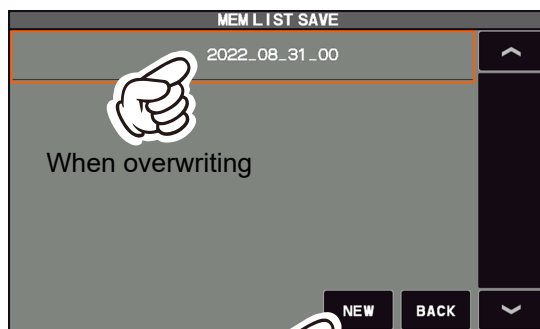 MEM LIST SAVE
2022_08_31_00
When overwriting
NEW BACK